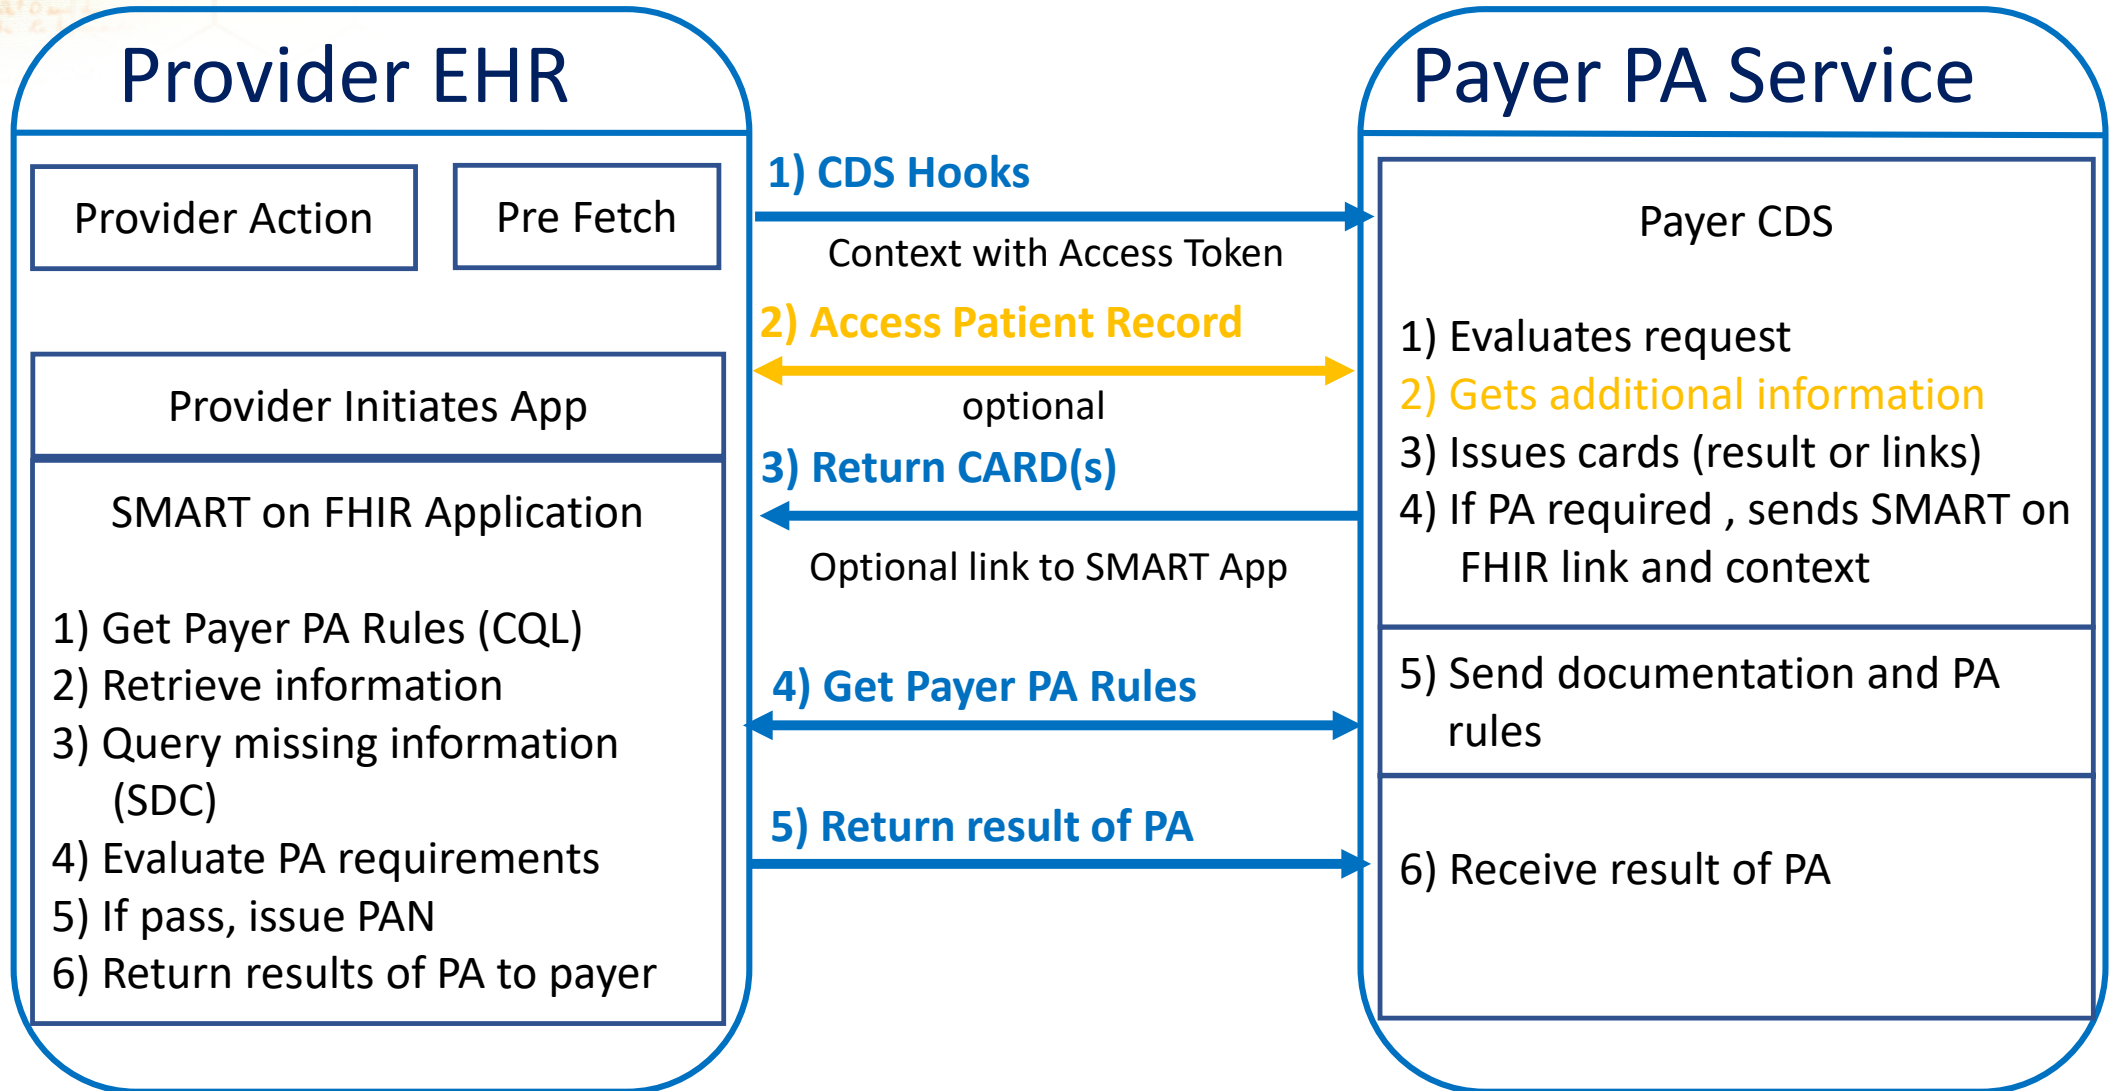 Provider EHR
Provider Action
Pre Fetch
Provider Initiates App
SMART on FHIR Application
1) Get Payer PA Rules (CQL)
2) Retrieve information
3) Query missing information
(SDC)
4) Evaluate PA requirements
5) If pass, issue PAN
6) Return results of PA to payer
1) CDS Hooks
Context with Access Token
2) Access Patient Record
optional
3) Return CARD(s)
Optional link to SMART App
4) Get Payer PA Rules
5) Return result of PA
Payer PA Service
Payer CDS
1) Evaluates request
2) Gets additional information
3) Issues cards (result or links)
4) If PA required , sends SMART on
FHIR link and context
5) Send documentation and PA
rules
6) Receive result of PA